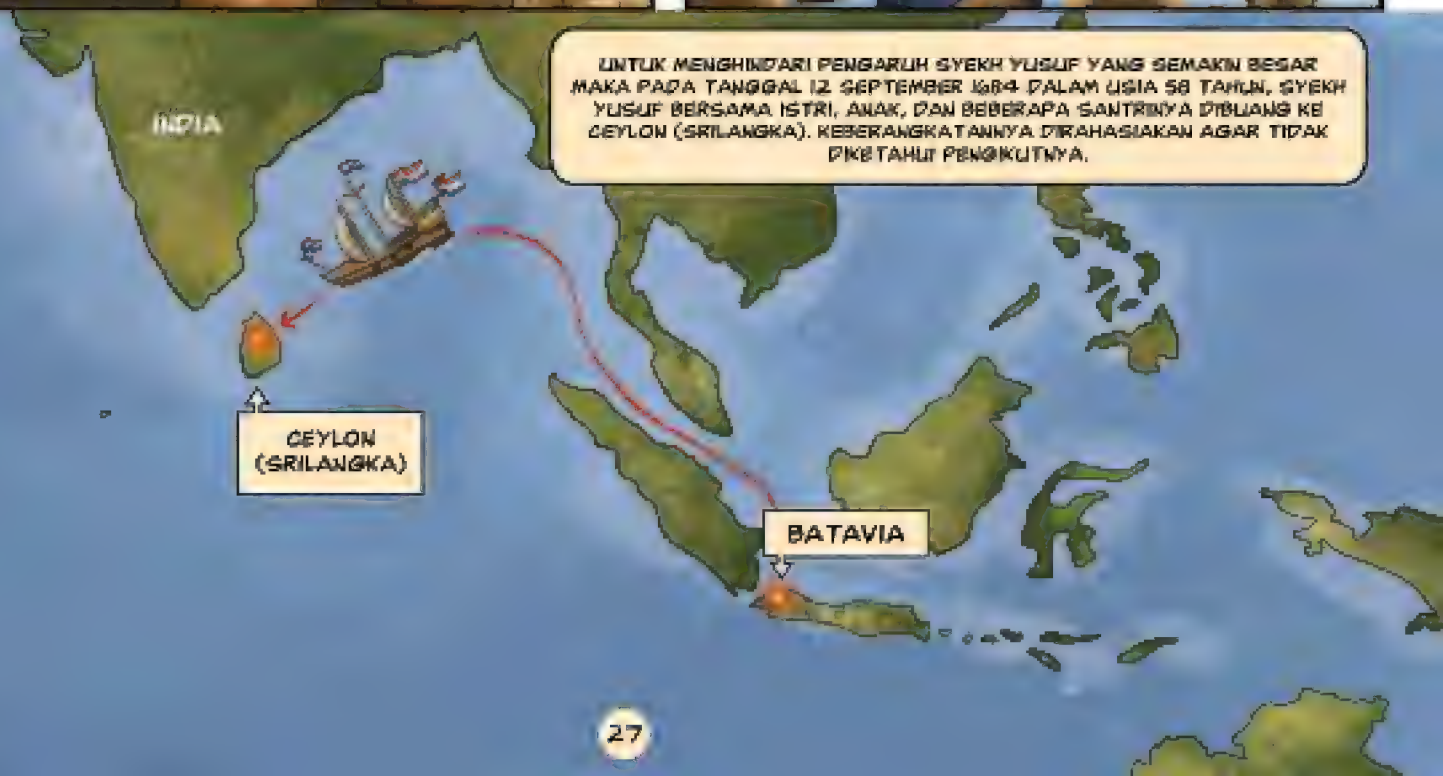 UNTUK MENGHINDARI PENGARUH SYEKH YUSUF YANG SEMAKIN BESAR
MAKA PADA TANGGAL 12 SEPTEMBER 1684 DALAM USIA 58 TAHUN, SYEKH
YUSUF BERSAMA ISTRI, ANAK, DAN BEBERAPA SANTRINYA DIBUANG KE
CEYLON (SRILANGKA). KEBERANGKATANNYA DIRAHASIAKAN AGAR TIDAK
DIKETAHUI PENGIKUTNYA.
INDIA
CEYLON
(SRILANGKA)
BATAVIA
27